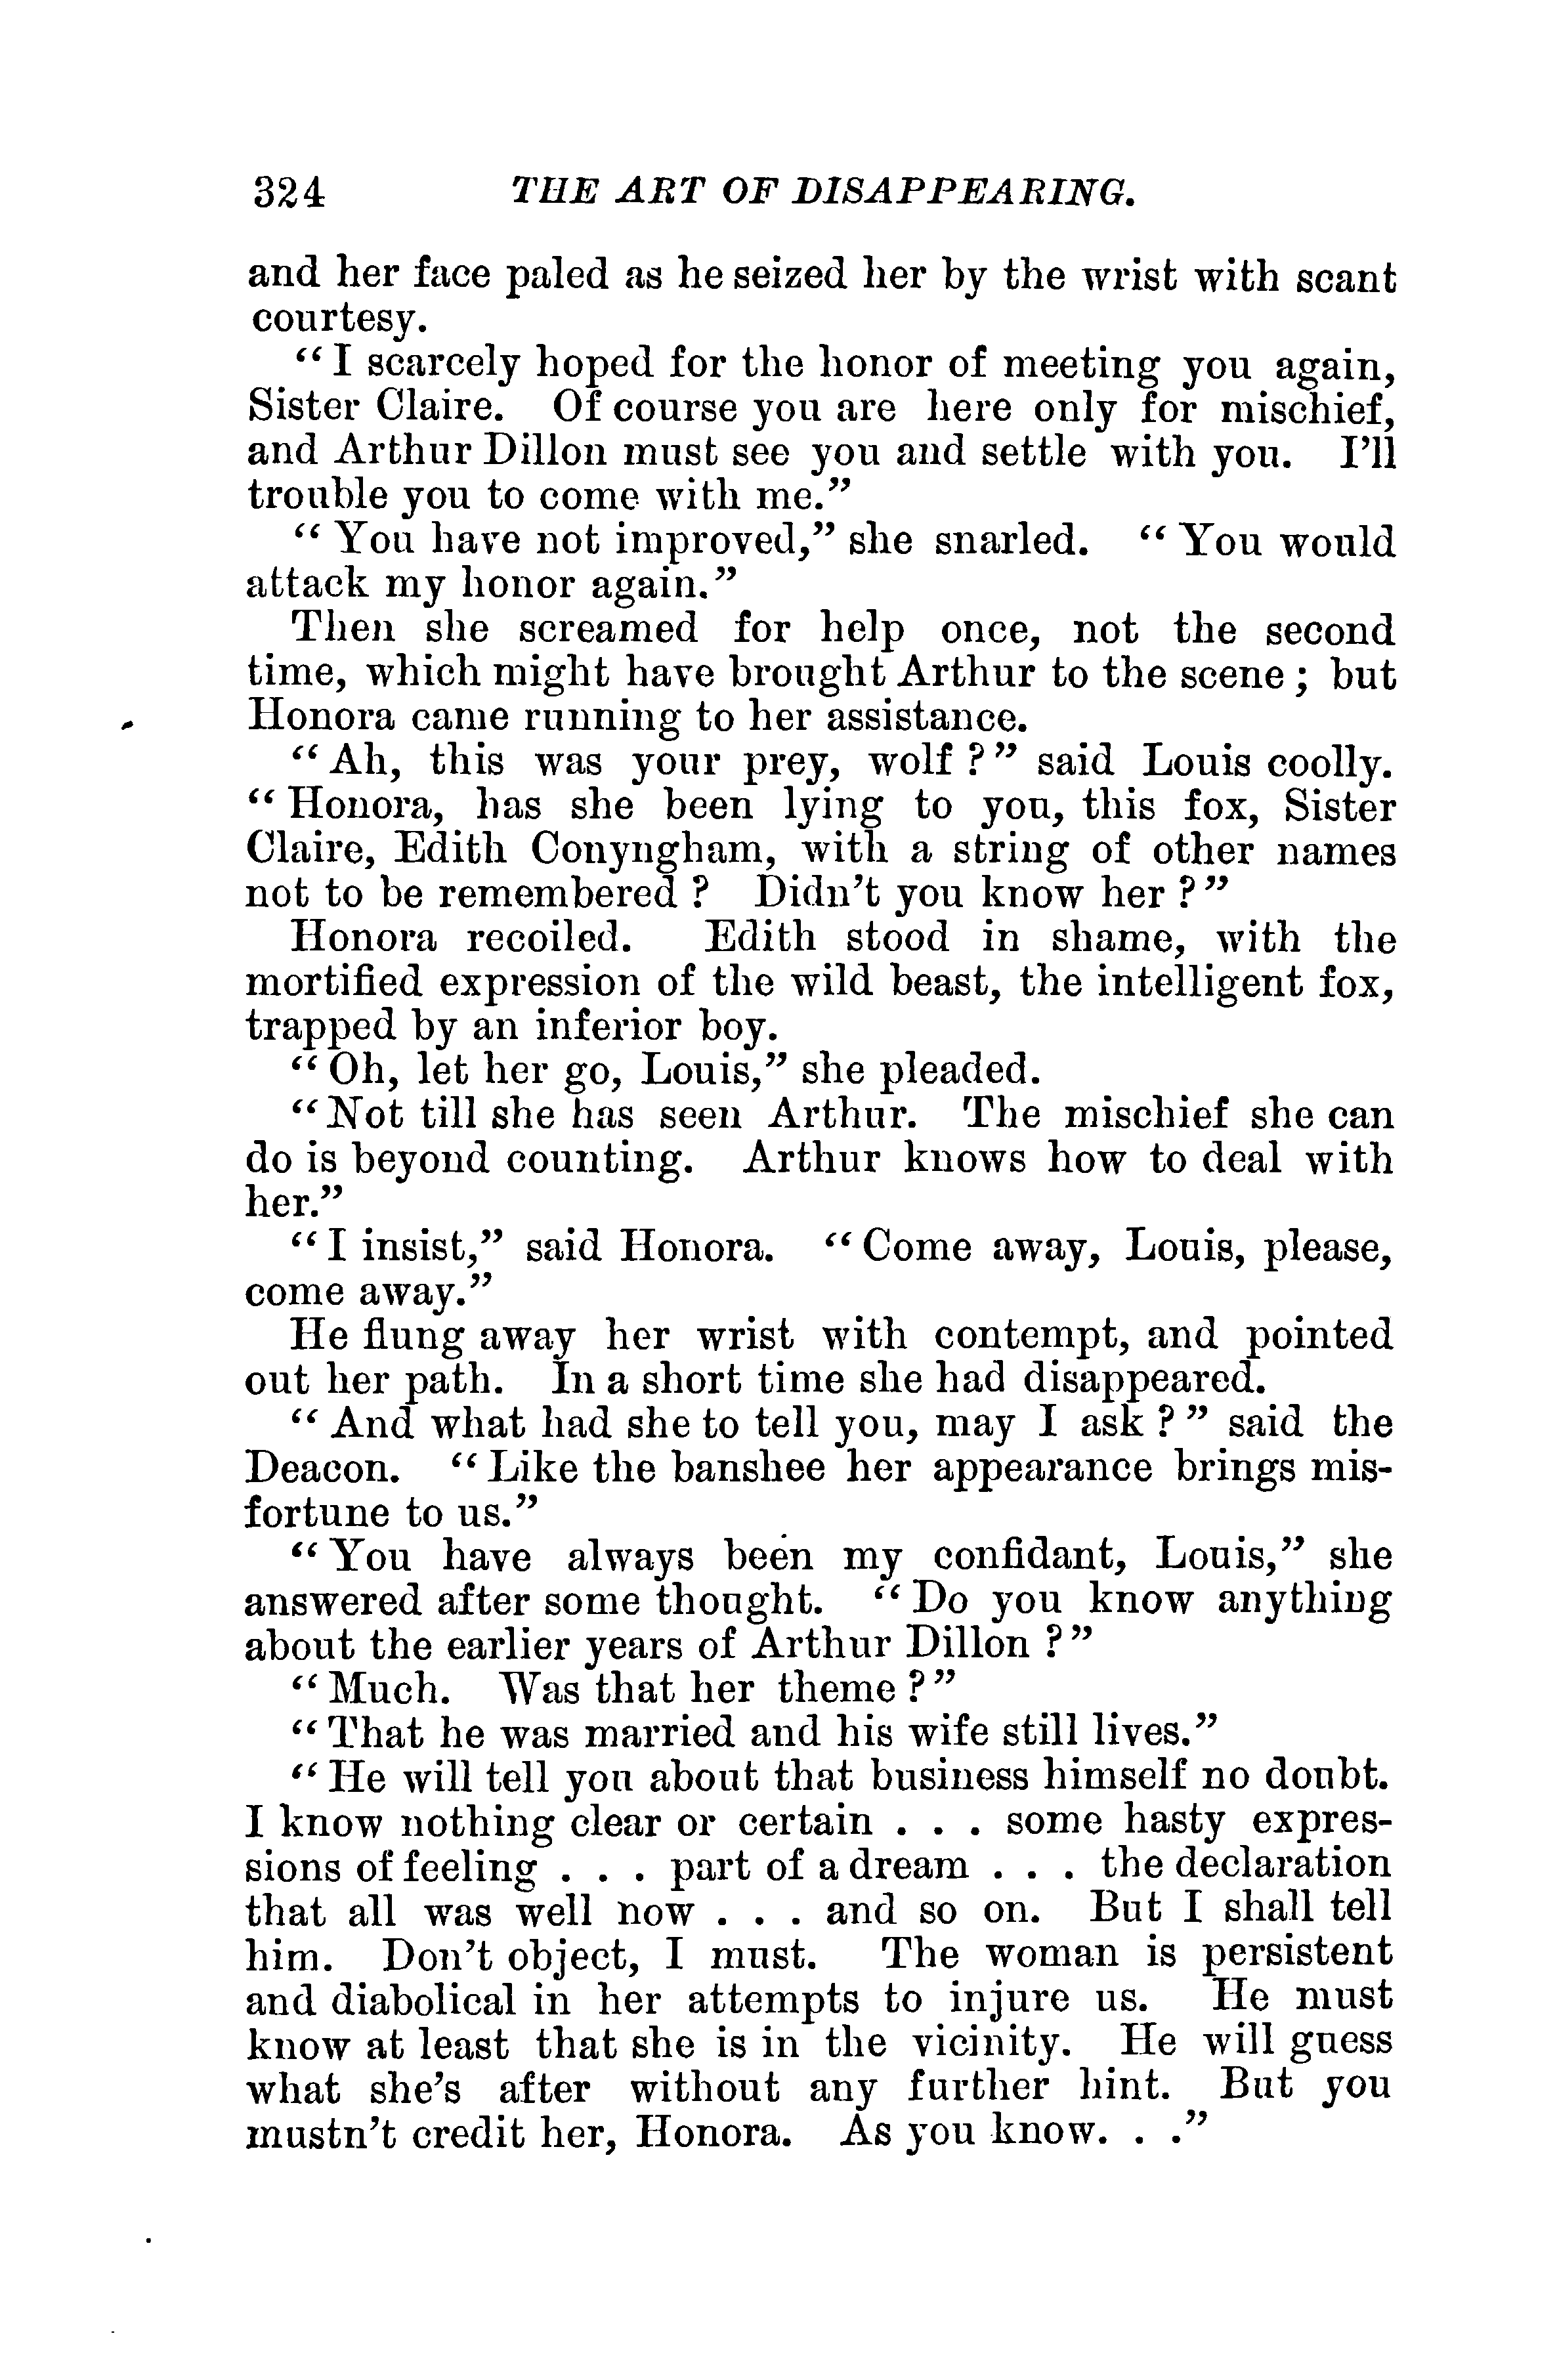 324 THE ART OF DISAPPEARING.
and her face paled as he seized her by the wrist with scant
courtesy.
“I scarcely hoped for the honor of meeting you again,
Sister Claire. Of course you are here only for mischief,
and Arthur Dillon must see you and settle with you. I’ll
trouble you to come with me.”
“You have not improved,” she snarled. “You would
attack my honor again.”
Then she screamed for help once, not the second
time, which might have brought Arthur to the scene; but
Honora came running to her assistance.
“Ah, this was your prey, wolf?” said Louis coolly.
“Honora, has she been lying to you, this fox, Sister
Claire, Edith Conyngham, with a string of other names
not to be remembered? Didn’t you know her?”
Honora recoiled. Edith stood in shame, with the
mortified expression of the wild beast, the intelligent fox,
trapped by an inferior boy.
“Oh, let her go, Louis,” she pleaded.
“Not till she has seen Arthur. The mischief she can
do is beyond counting. Arthur knows how to deal with
her.”
“I insist,” said Honora. “Come away, Louis, please,
come away.”
He flung away her wrist with contempt, and pointed
out her path. In a short time she had disappeared.
“And what had she to tell you, may I ask?” said the
Deacon. “Like the banshee her appearance brings mis-
fortune to us.”
“You have always been my confidant, Louis,” she
answered after some thought. “Do you know anything
about the earlier years of Arthur Dillon?”
“Much. Was that her theme?”
“That he was married and his wife still lives.”
“He will tell you about that business himself no doubt.
I know nothing clear or certain . . . some hasty expres-
sions of feeling . . . part of a dream . . . the declaration
that all was well now . . . and so on. But I shall tell
him. Don’t object, I must. The woman is persistent
and diabolical in her attempts to injure us. He must
know at least that she is in the vicinity. He will guess
what she’s after without any further hint. But you
mustn’t credit her, Honora. As you know. . .”